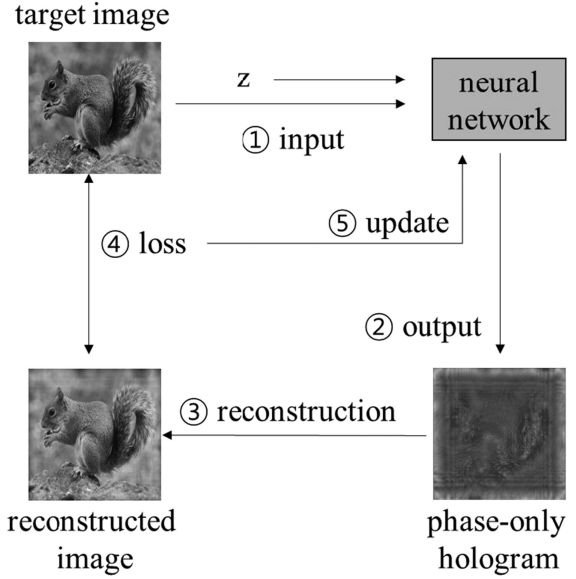 target image
z
neural
network
① input
④ loss
⑤ update
② output
③ reconstruction
reconstructed
image
phase-only
hologram